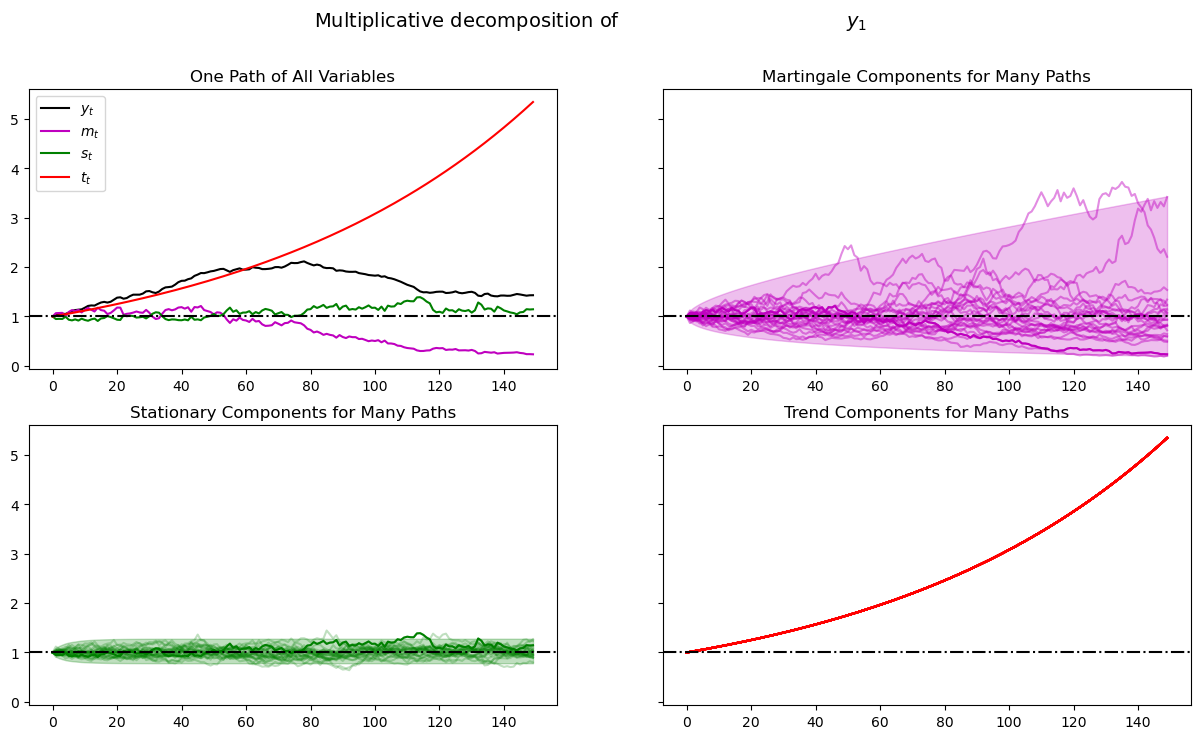 Multiplicative decomposition of y₁
One Path of All Variables
5
4
3
2
1
0
yₜ
mₜ
sₜ
tₜ
0 20 40 60 80 100 120 140
Martingale Components for Many Paths
0 20 40 60 80 100 120 140
Stationary Components for Many Paths
5
4
3
2
1
0
0 20 40 60 80 100 120 140
Trend Components for Many Paths
0 20 40 60 80 100 120 140